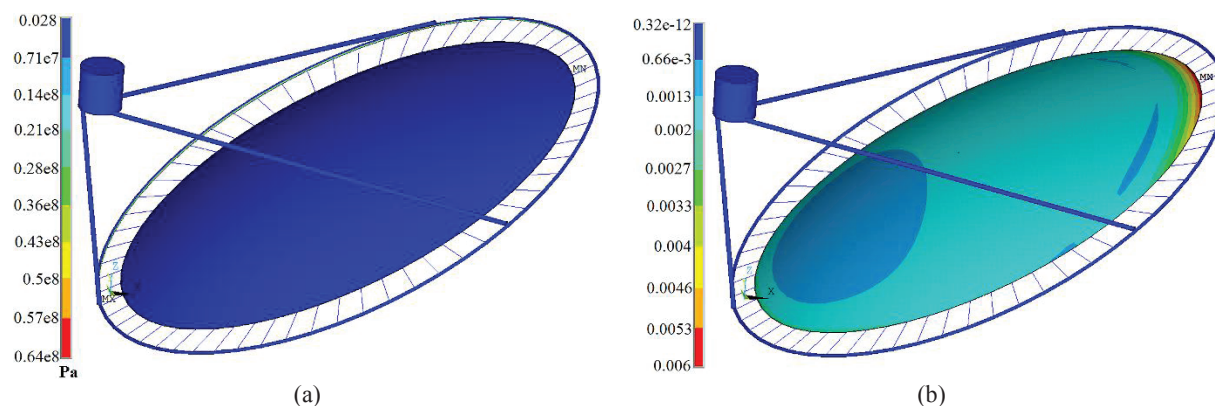 0.028
0.71e7
0.14e8
0.21e8
0.28e8
0.36e8
0.43e8
0.5e8
0.57e8
0.64e8
Pa
MN
Z
MX
X
(a)
0.32e-12
0.66e-3
0.0013
0.002
0.0027
0.0033
0.004
0.0046
0.0053
0.006
MN
Z
X
(b)